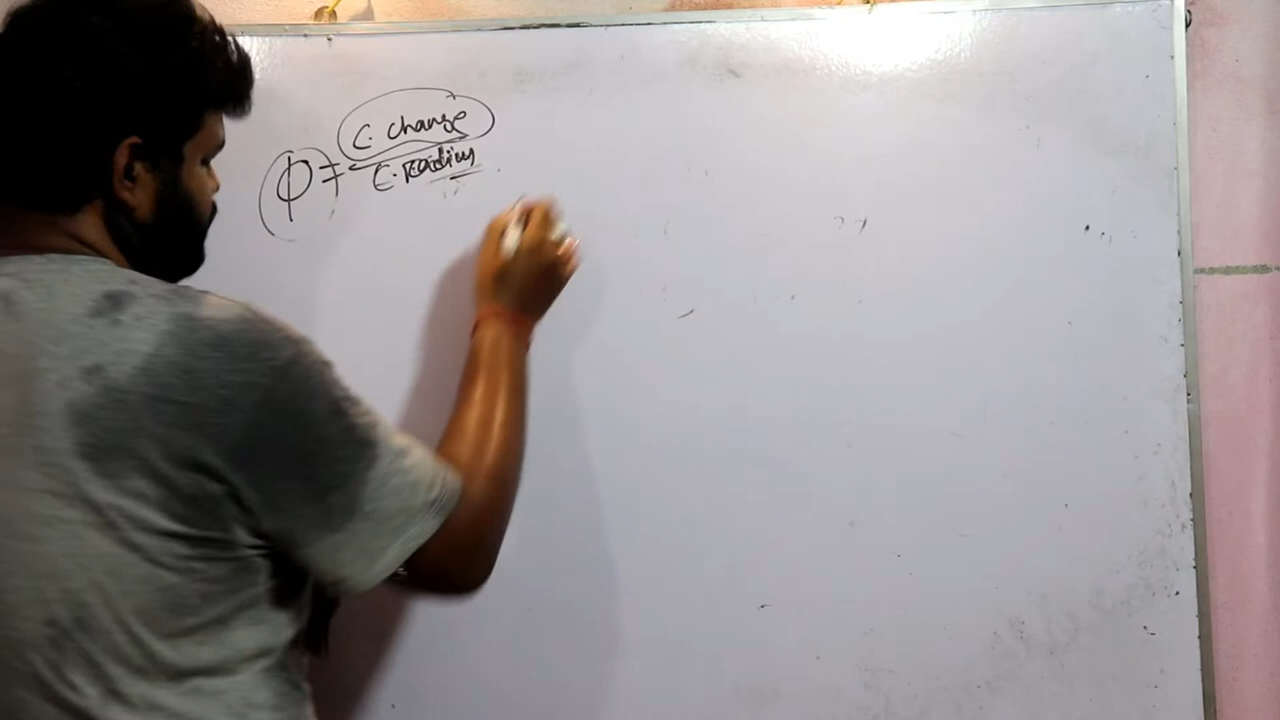 Φ = C. Change
C. radius